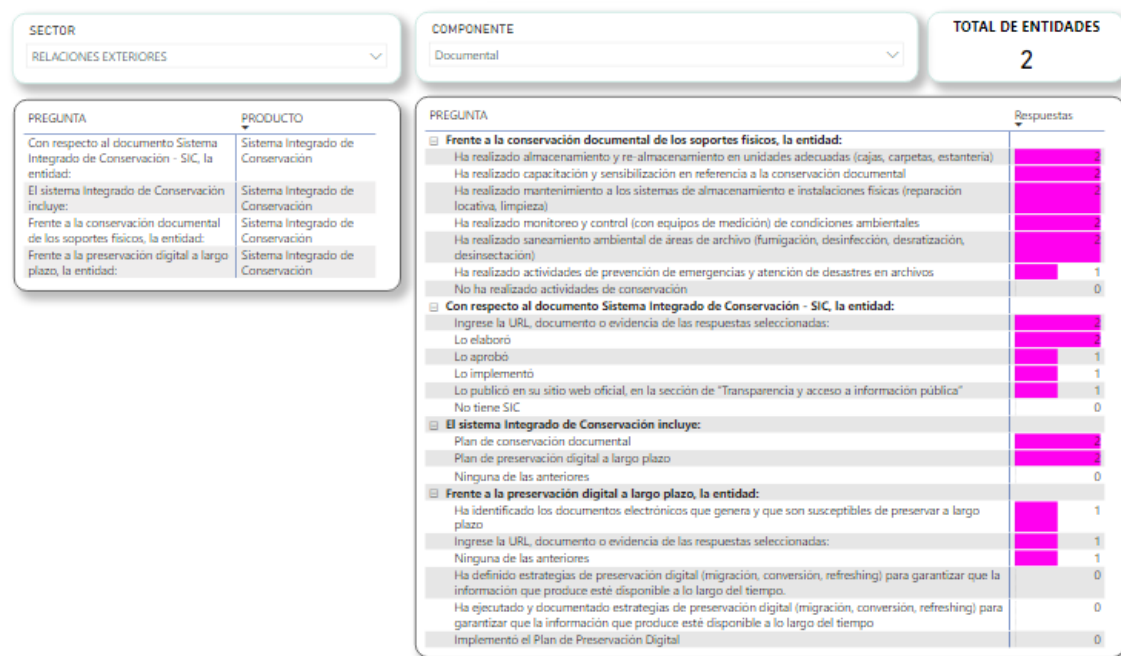 SECTOR
RELACIONES EXTERIORES
COMPONENTE
Documental
TOTAL DE ENTIDADES
2
PREGUNTA PRODUCTO
Con respecto al documento Sistema Integrado de Conservación - SIC, la entidad: Sistema Integrado de Conservación
El sistema Integrado de Conservación incluye: Sistema Integrado de Conservación
Frente a la conservación documental de los soportes físicos, la entidad: Sistema Integrado de Conservación
Frente a la preservación digital a largo plazo, la entidad: Sistema Integrado de Conservación
PREGUNTA Respuestas
Frente a la conservación documental de los soportes físicos, la entidad:
Ha realizado almacenamiento y re-almacenamiento en unidades adecuadas (cajas, carpetas, estantería) 2
Ha realizado capacitación y sensibilización en referencia a la conservación documental 2
Ha realizado mantenimiento a los sistemas de almacenamiento e instalaciones físicas (reparación
locativa, limpieza) 2
Ha realizado monitoreo y control (con equipos de medición) de condiciones ambientales 2
Ha realizado saneamiento ambiental de áreas de archivo (fumigación, desinfección, desratización,
desinsectación) 2
Ha realizado actividades de prevención de emergencias y atención de desastres en archivos 1
No ha realizado actividades de conservación 0
Con respecto al documento Sistema Integrado de Conservación - SIC, la entidad:
Ingrese la URL, documento o evidencia de las respuestas seleccionadas: 2
Lo elaboró 2
Lo aprobó 1
Lo implementó 1
Lo publicó en su sitio web oficial, en la sección de "Transparencia y acceso a información pública" 1
No tiene SIC 0
El sistema Integrado de Conservación incluye:
Plan de conservación documental 2
Plan de preservación digital a largo plazo 2
Ninguna de las anteriores 0
Frente a la preservación digital a largo plazo, la entidad:
Ha identificado los documentos electrónicos que genera y que son susceptibles de preservar a largo
plazo 1
Ingrese la URL, documento o evidencia de las respuestas seleccionadas: 1
Ninguna de las anteriores 1
Ha definido estrategias de preservación digital (migración, conversión, refreshing) para garantizar que la
información que produce esté disponible a lo largo del tiempo. 0
Ha ejecutado y documentado estrategias de preservación digital (migración, conversión, refreshing) para
garantizar que la información que produce esté disponible a lo largo del tiempo 0
Implementó el Plan de Preservación Digital 0